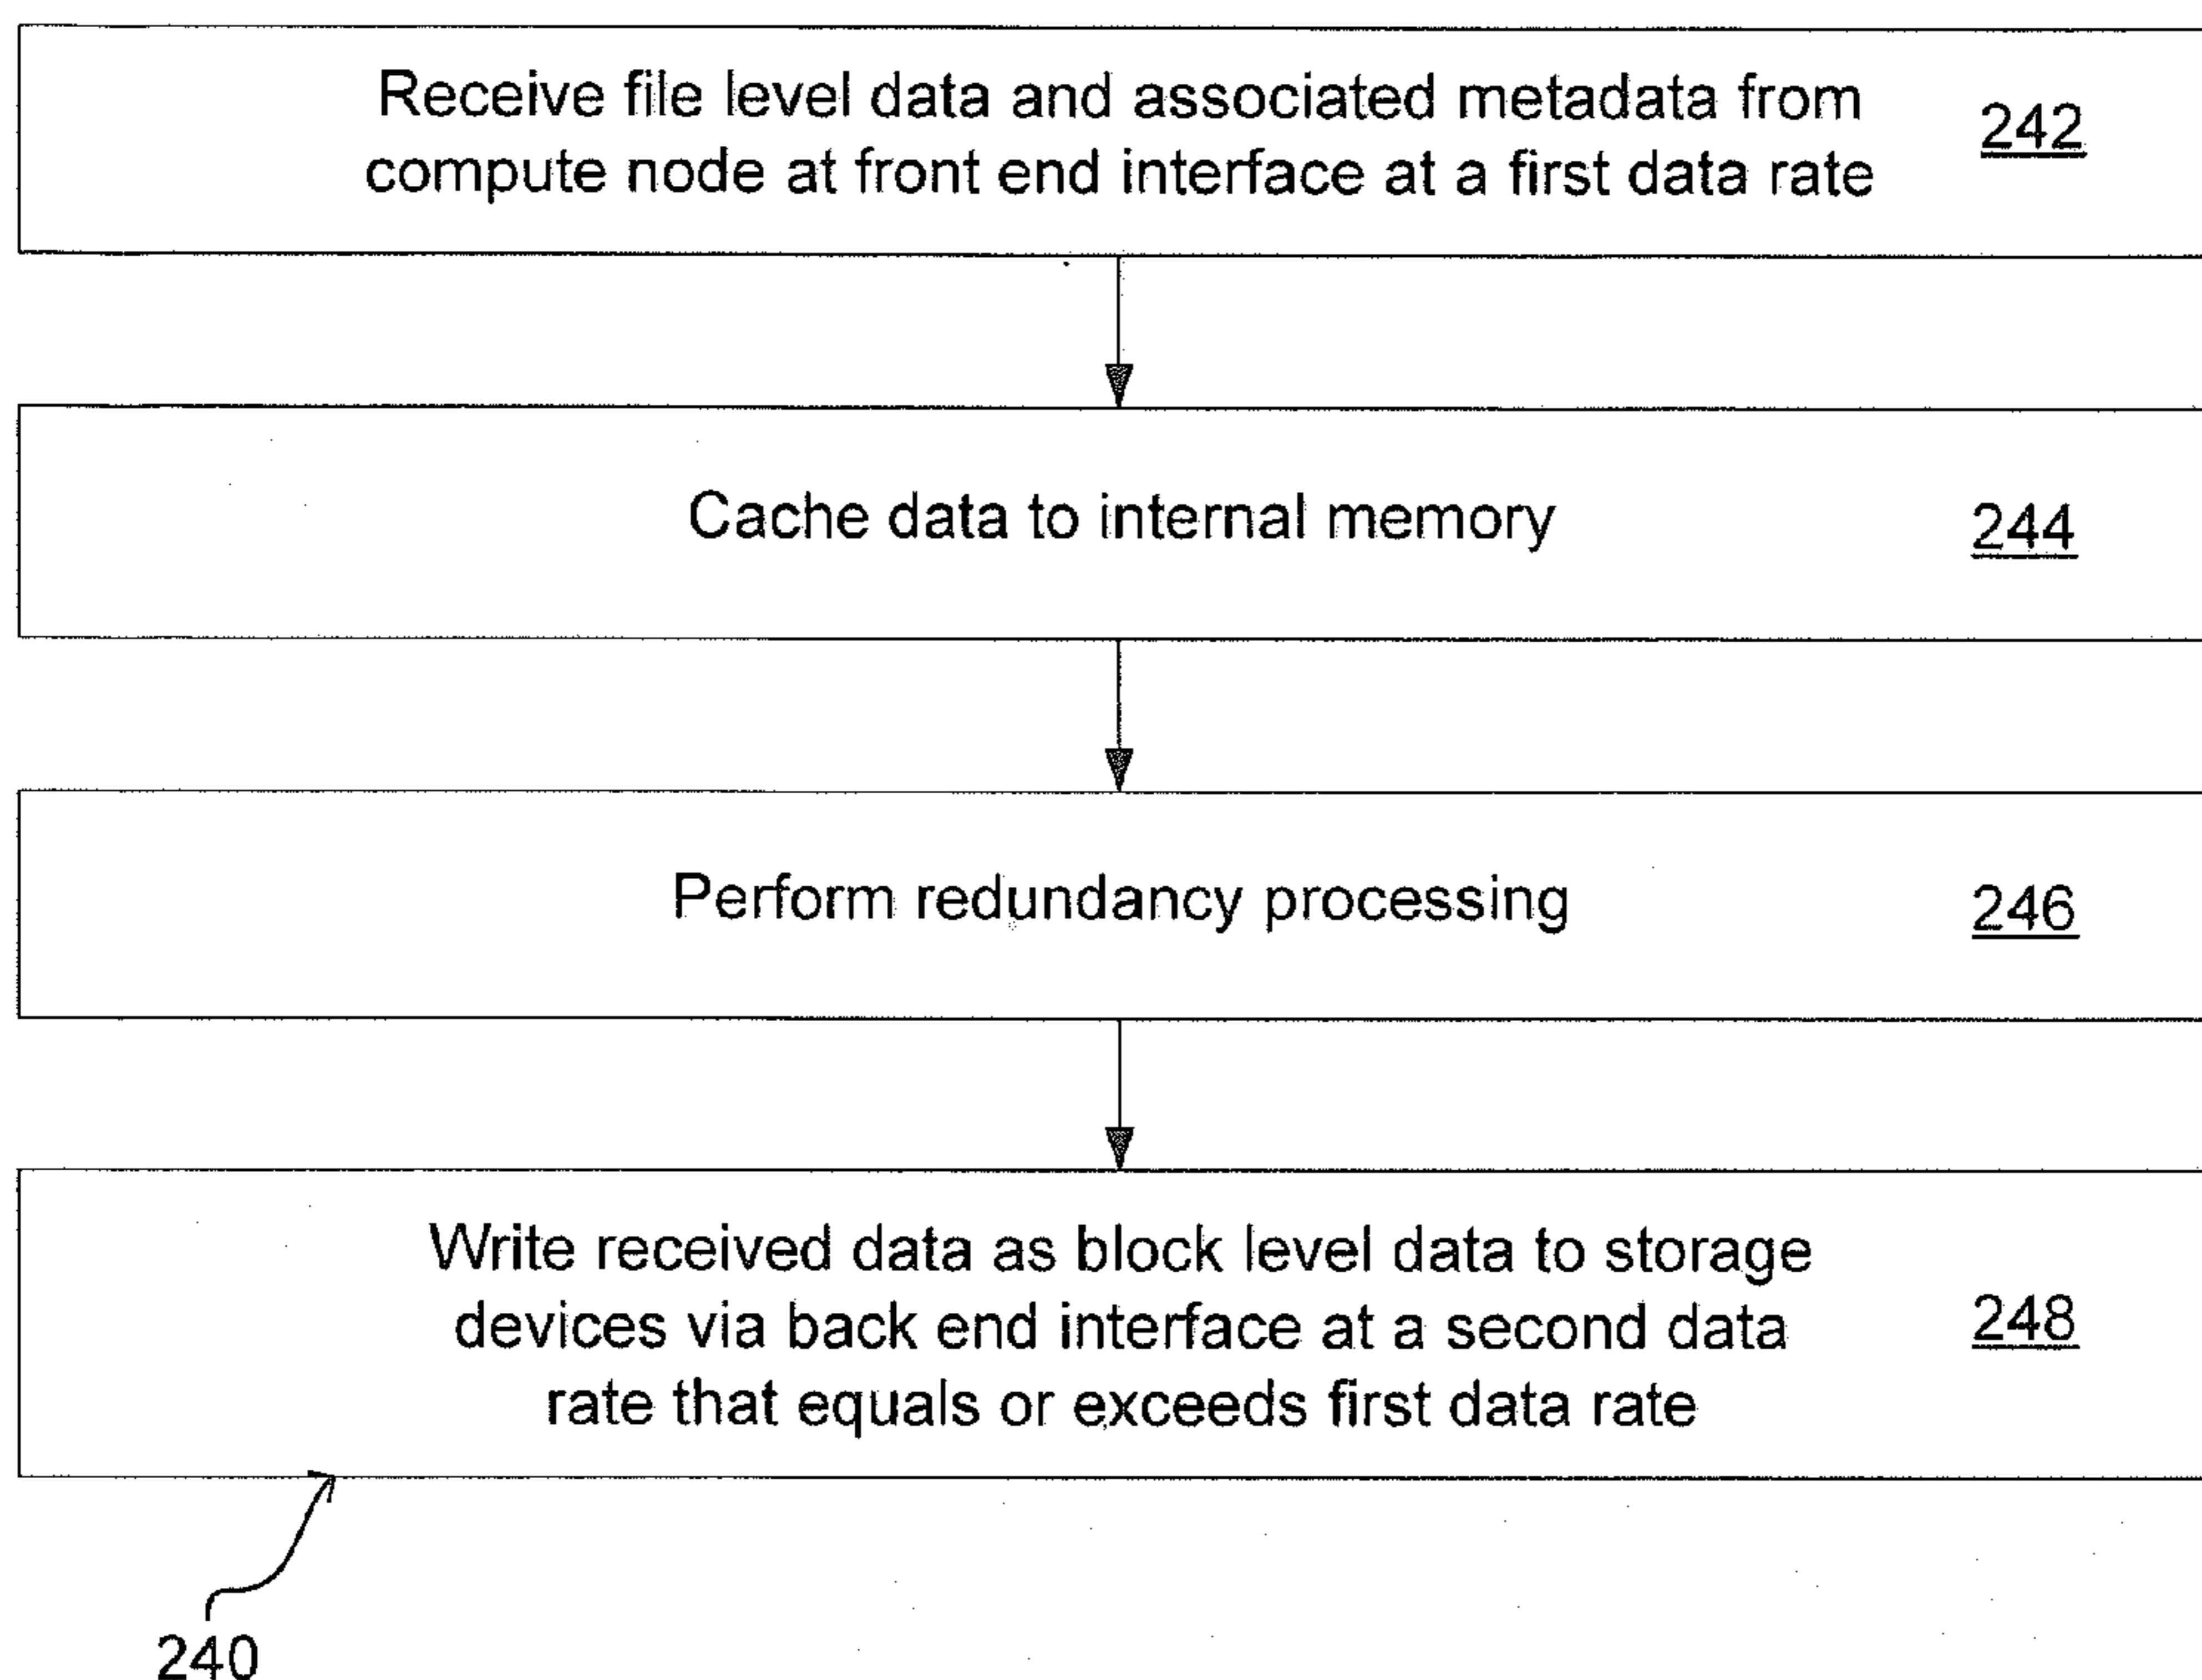 Receive file level data and associated metadata from
compute node at front end interface at a first data rate
242
Cache data to internal memory
244
Perform redundancy processing
246
Write received data as block level data to storage
devices via back end interface at a second data
rate that equals or exceeds first data rate
248
240